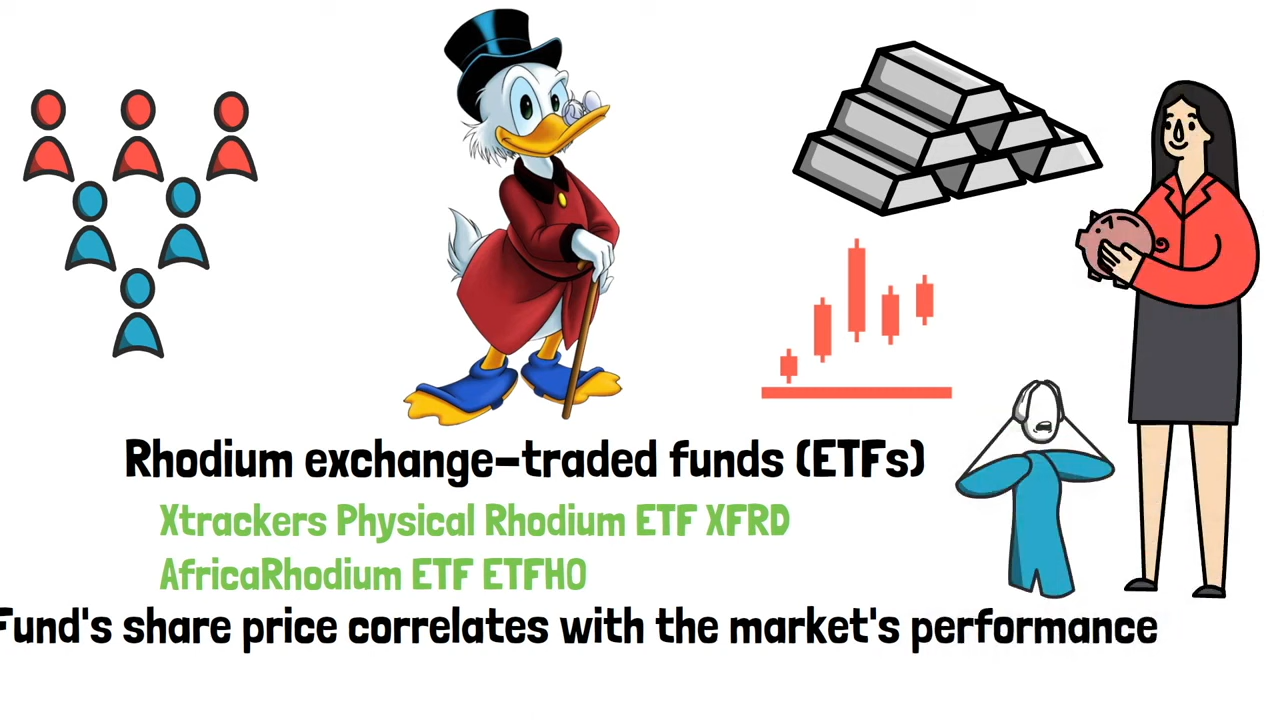 Rhodium exchange-traded funds (ETFs)
Xtrackers Physical Rhodium ETF XFRD
AfricaRhodium ETF ETFHO
Fund's share price correlates with the market's performance